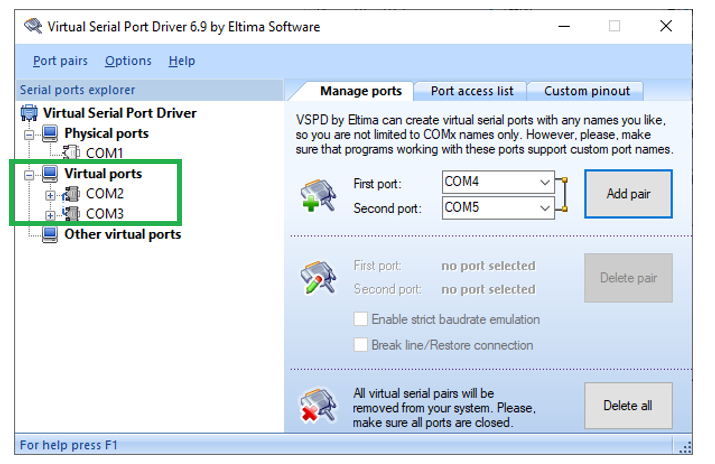 Virtual Serial Port Driver 6.9 by Eltima Software
Port pairs Options Help
Serial ports explorer
Virtual Serial Port Driver
Physical ports
COM1
Virtual ports
COM2
COM3
Other virtual ports
Manage ports Port access list Custom pinout
VSPD by Eltima can create virtual serial ports with any names you like,
so you are not limited to COMx names only. However, please, make
sure that programs working with these ports support custom port names.
First port: COM4
Second port: COM5
Add pair
First port: no port selected
Second port: no port selected
Delete pair
Enable strict baudrate emulation
Break line/Restore connection
All virtual serial pairs will be
removed from your system. Please,
make sure all ports are closed.
Delete all
For help press F1